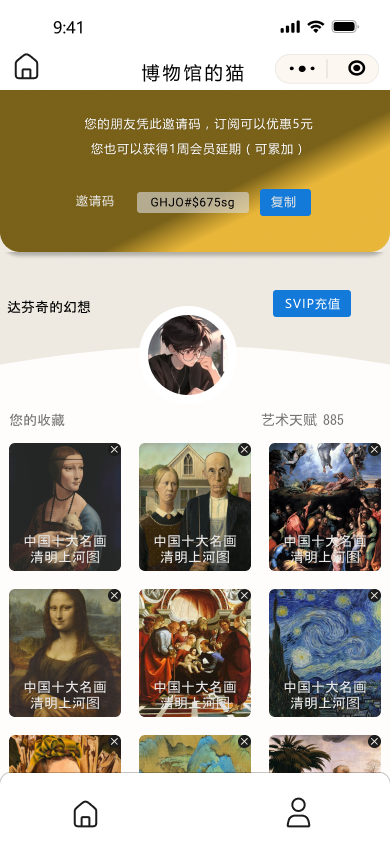 9:41
博物馆的猫
您的朋友凭此邀请码，订阅可以优惠5元
您也可以获得1周会员延期（可累加）
邀请码 GHJO#$675sg 复制
达芬奇的幻想 SVIP充值
您的收藏 艺术天赋 885
中国十大名画 中国十大名画 中国十大名画
清明上河图 清明上河图 清明上河图
中国十大名画 中国十大名画 中国十大名画
清明上河图 清明上河图 清明上河图